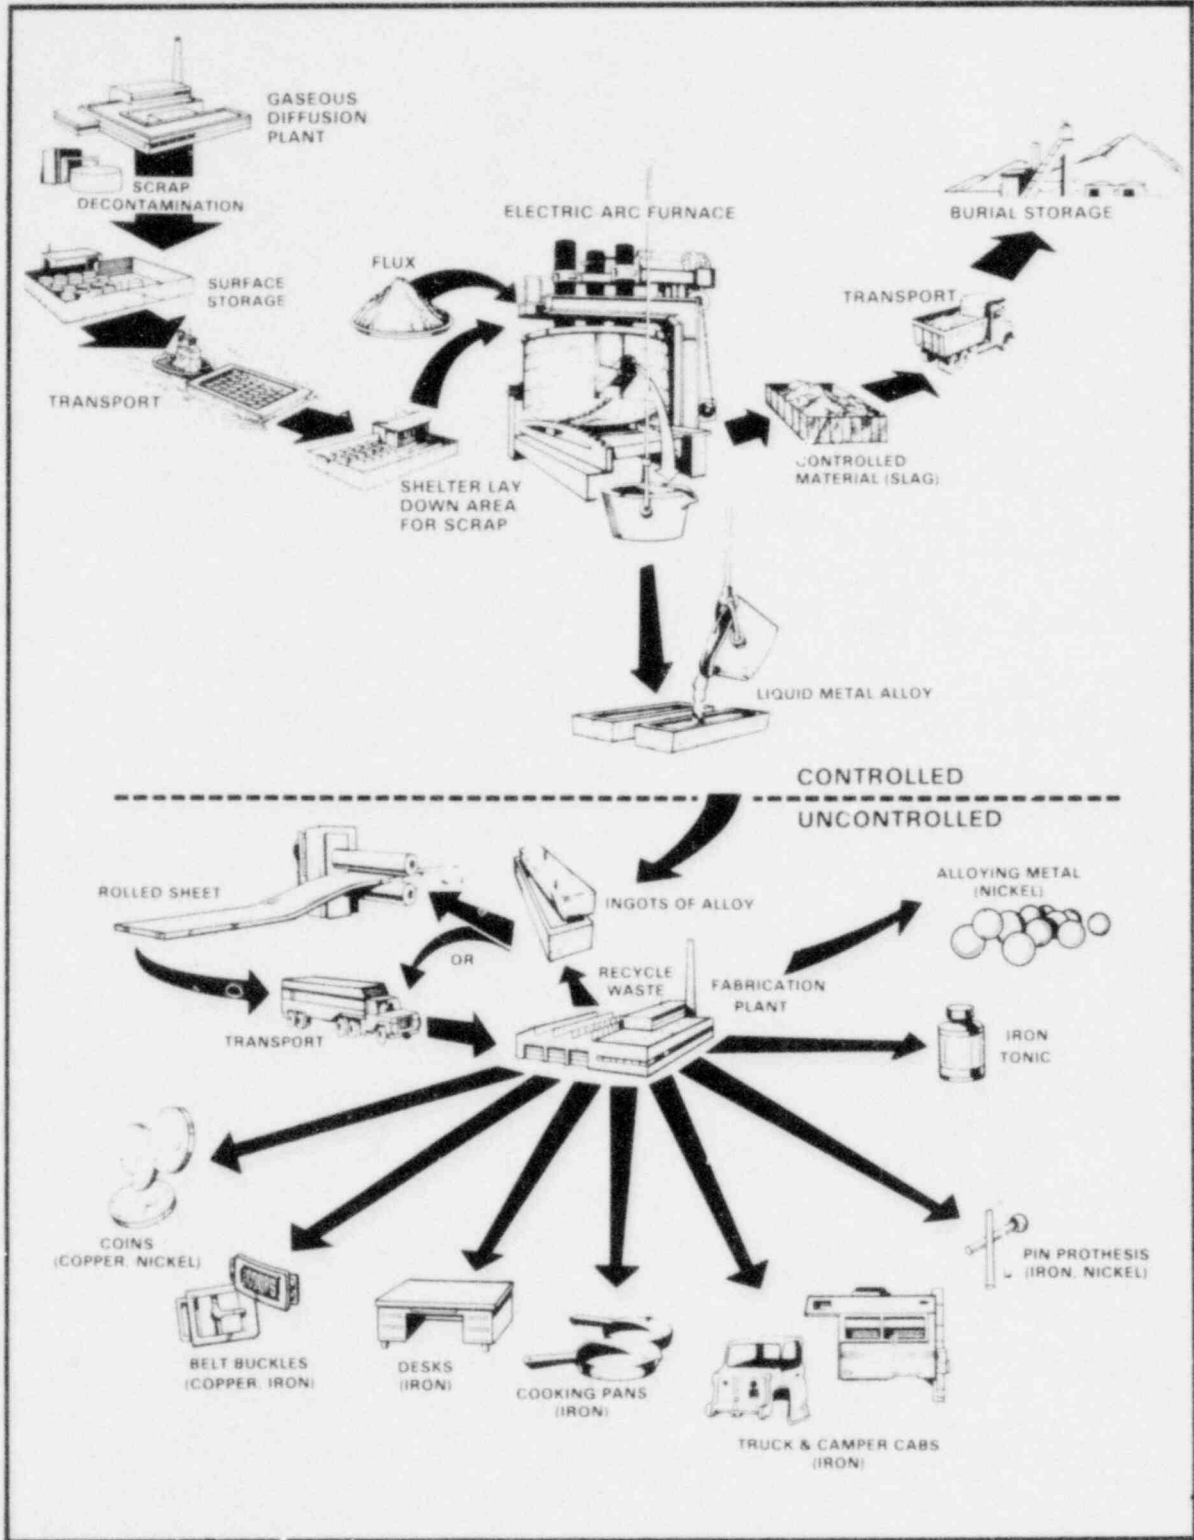 GASEOUS
DIFFUSION
PLANT
SCRAP
DECONTAMINATION
ELECTRIC ARC FURNACE
BURIAL STORAGE
FLUX
SURFACE
STORAGE
TRANSPORT
TRANSPORT
CONTROLLED
MATERIAL (SLAG)
SHELTER LAY
DOWN AREA
FOR SCRAP
LIQUID METAL ALLOY
CONTROLLED
UNCONTROLLED
ROLLED SHEET
INGOTS OF ALLOY
ALLOYING METAL
(NICKEL)
OR
RECYCLE
WASTE
FABRICATION
PLANT
TRANSPORT
IRON
TONIC
COINS
(COPPER, NICKEL)
PIN PROTHESIS
(IRON, NICKEL)
BELT BUCKLES
(COPPER, IRON)
DESKS
(IRON)
COOKING PANS
(IRON)
TRUCK & CAMPER CABS
(IRON)